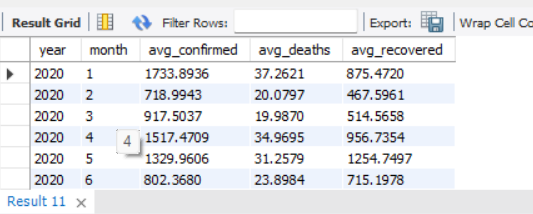 Result Grid Filter Rows: Export: Wrap Cell Co
year month avg_confirmed avg_deaths avg_recovered
2020 1 1733.8936 37.2621 875.4720
2020 2 718.9943 20.0797 467.5961
2020 3 917.5037 19.9870 514.5658
2020 4 4 1517.4709 34.9695 956.7354
2020 5 1329.9606 31.2579 1254.7497
2020 6 802.3680 23.8984 715.1978
Result 11